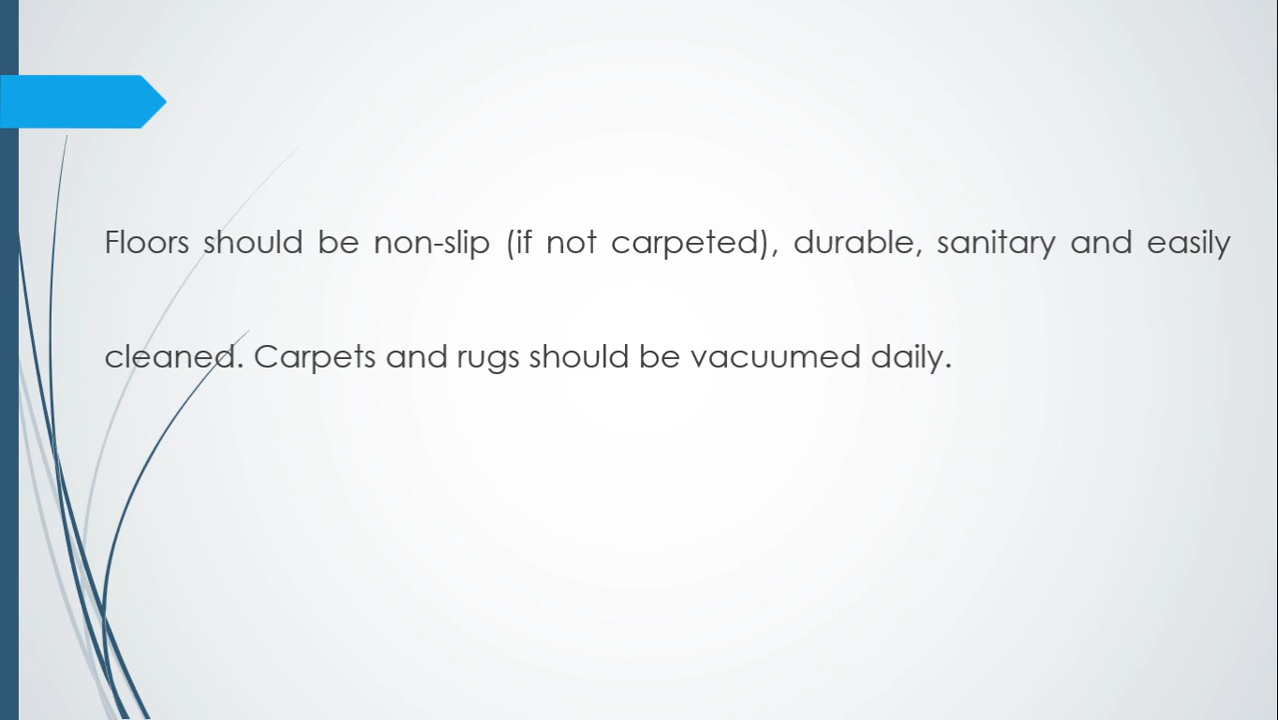 Floors should be non-slip (if not carpeted), durable, sanitary and easily
cleaned. Carpets and rugs should be vacuumed daily.